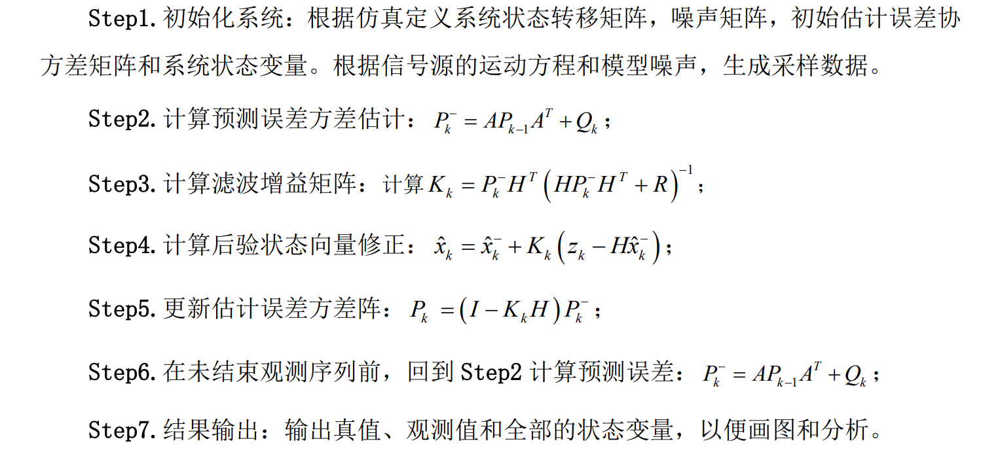 Step1.初始化系统：根据仿真定义系统状态转移矩阵，噪声矩阵，初始估计误差协
方差矩阵和系统状态变量。根据信号源的运动方程和模型噪声，生成采样数据。
Step2.计算预测误差方差估计：$P_k^- = AP_{k-1}A^T + Q_k$；
Step3.计算滤波增益矩阵：计算$K_k = P_k^- H^T \left( HP_k^- H^T + R \right)^{-1}$；
Step4.计算后验状态向量修正：$\hat{x}_k = \hat{x}_k^- + K_k \left( z_k - H\hat{x}_k^- \right)$；
Step5.更新估计误差方差阵：$P_k = \left( I - K_k H \right) P_k^-$；
Step6.在未结束观测序列前，回到 Step2 计算预测误差：$P_k^- = AP_{k-1}A^T + Q_k$；
Step7.结果输出：输出真值、观测值和全部的状态变量，以便画图和分析。